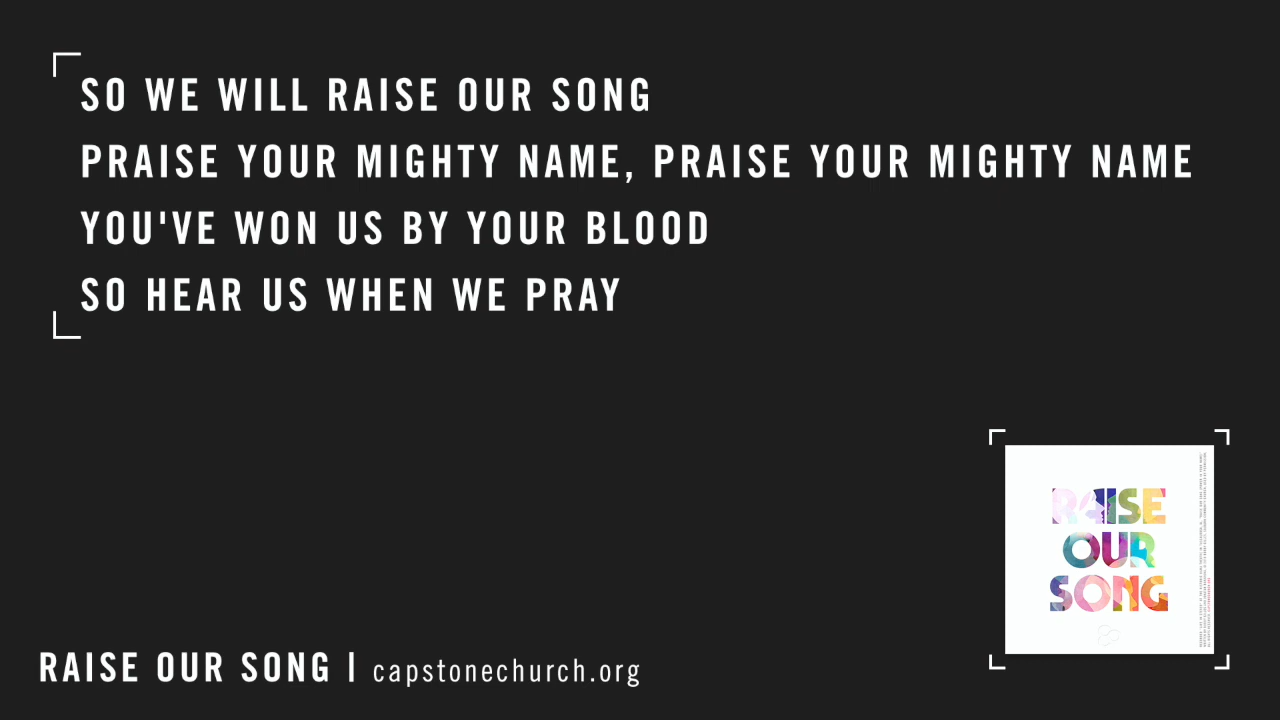 SO WE WILL RAISE OUR SONG
PRAISE YOUR MIGHTY NAME, PRAISE YOUR MIGHTY NAME
YOU'VE WON US BY YOUR BLOOD
SO HEAR US WHEN WE PRAY
RAISE
OUR
SONG
RAISE OUR SONG | capstonechurch.org